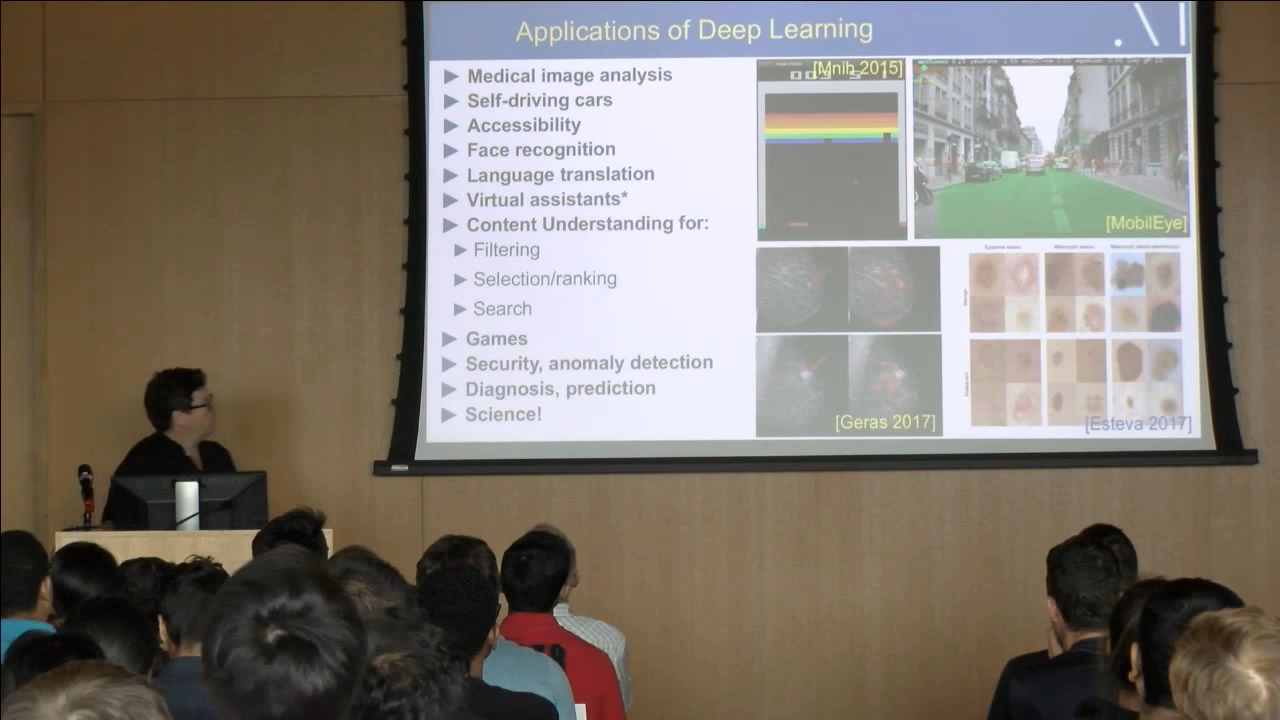 Applications of Deep Learning
▶ Medical image analysis
▶ Self-driving cars
▶ Accessibility
▶ Face recognition
▶ Language translation
▶ Virtual assistants*
▶ Content Understanding for:
▶ Filtering
▶ Selection/ranking
▶ Search
▶ Games
▶ Security, anomaly detection
▶ Diagnosis, prediction
▶ Science!
[Mnih 2015]
[MobilEye]
[Geras 2017]
[Esteva 2017]